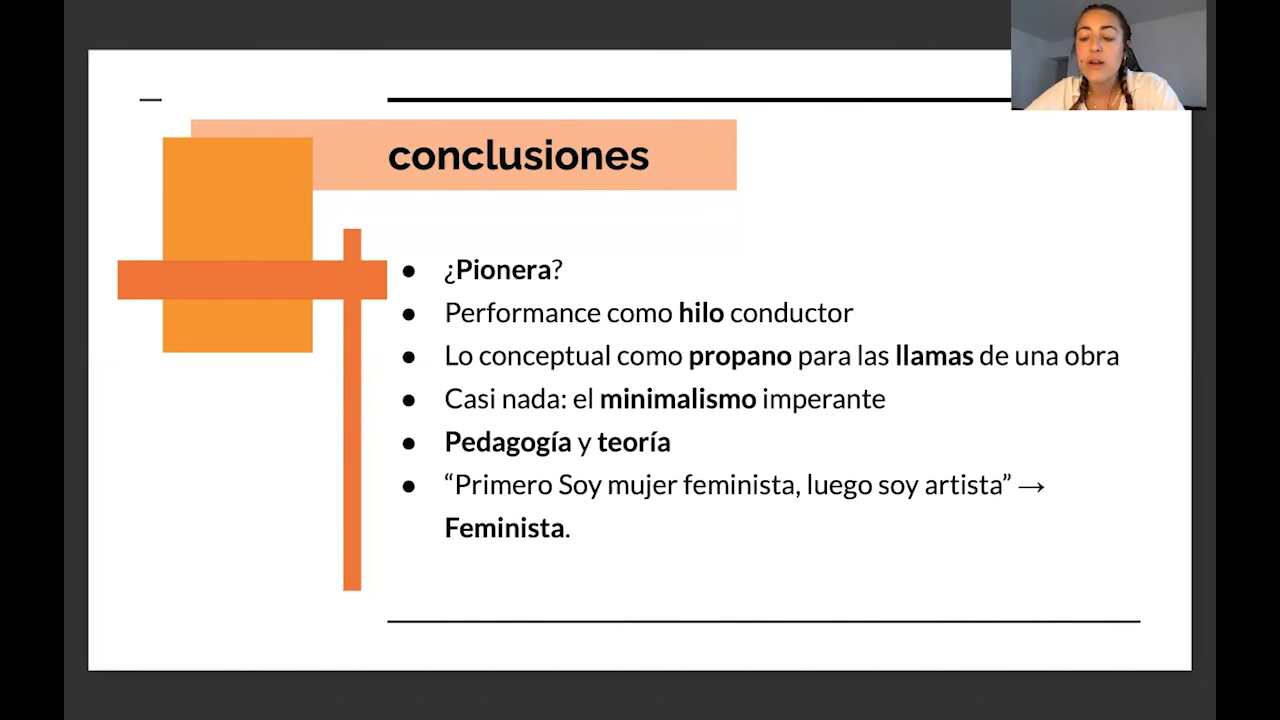 conclusiones
● ¿Pionera?
● Performance como hilo conductor
● Lo conceptual como propano para las llamas de una obra
● Casi nada: el minimalismo imperante
● Pedagogía y teoría
● “Primero Soy mujer feminista, luego soy artista” →
Feminista.